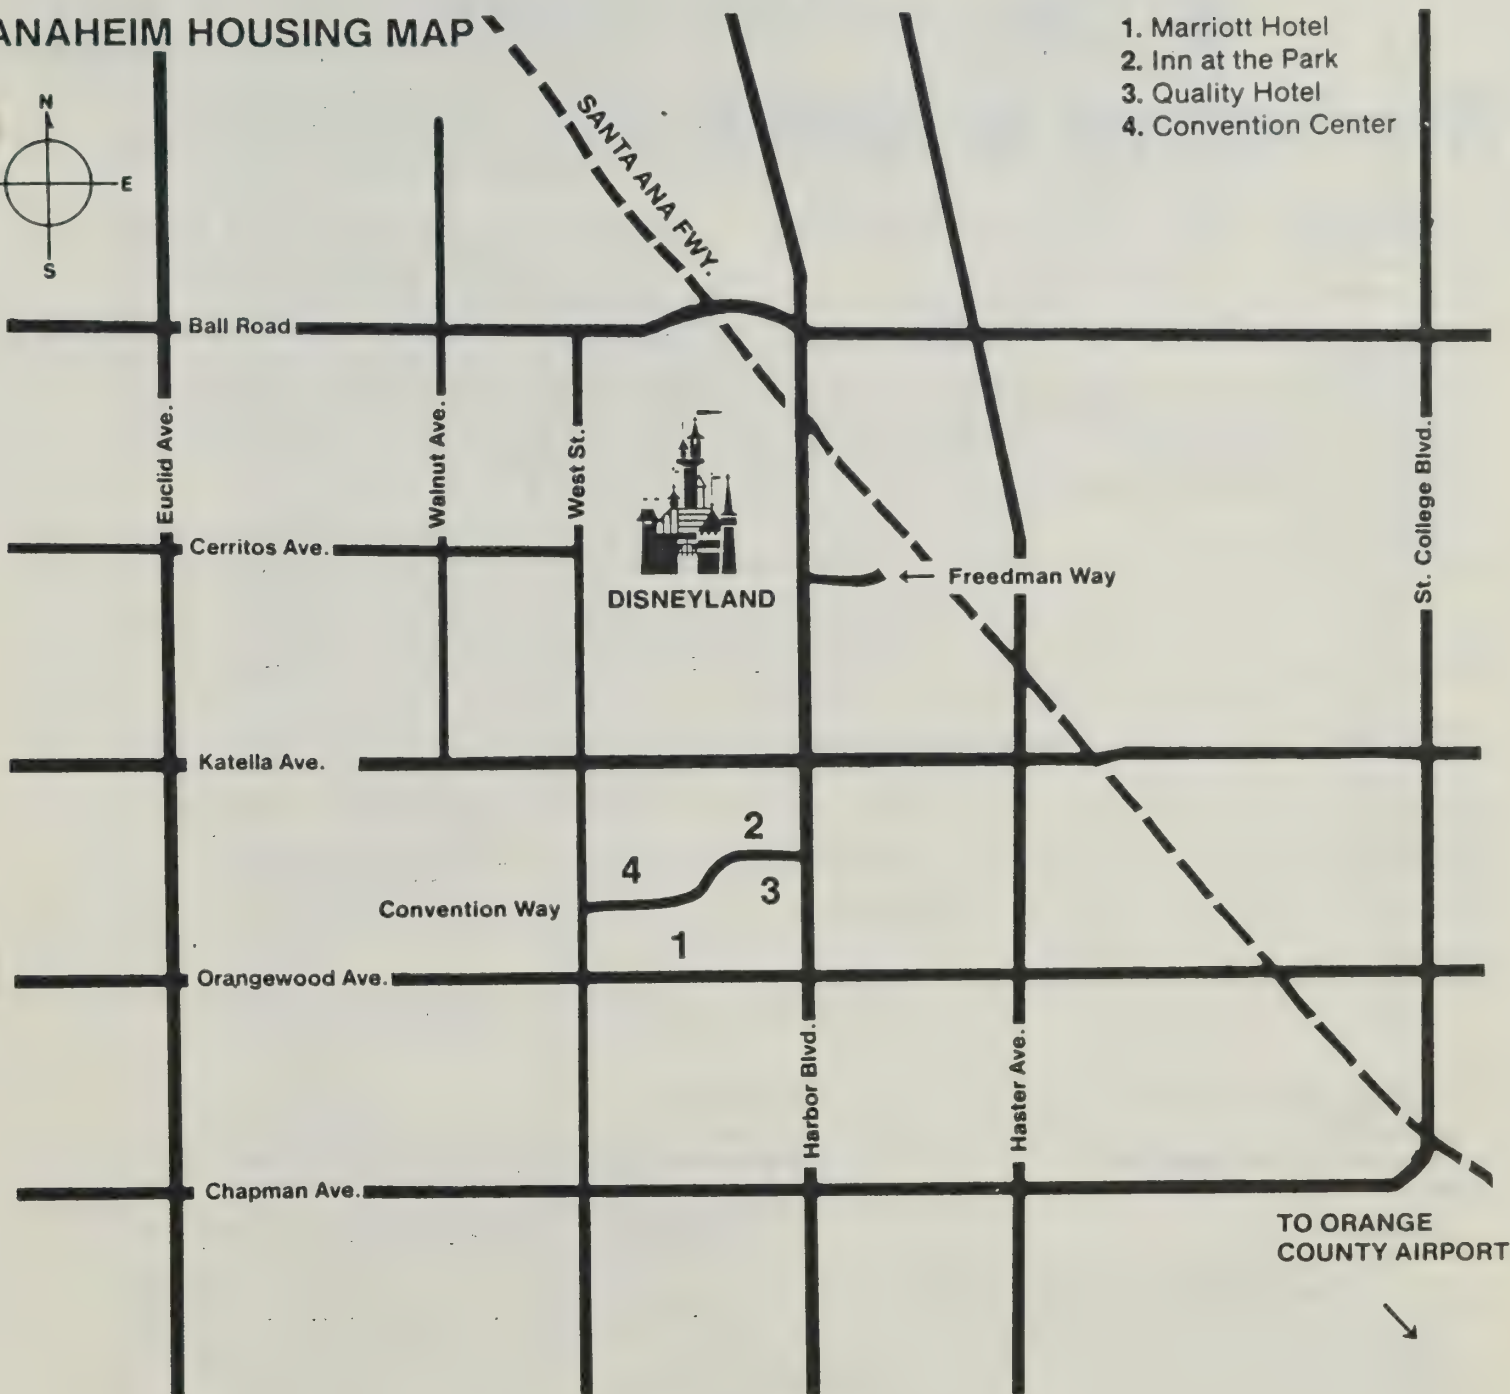 ANAHEIM HOUSING MAP
1. Marriott Hotel
2. Inn at the Park
3. Quality Hotel
4. Convention Center
N
E
S
SANTA ANA FWY.
Ball Road
Euclid Ave.
Walnut Ave.
West St.
St. College Blvd.
Cerritos Ave.
Freedman Way
DISNEYLAND
Katella Ave.
2
4
3
Convention Way
1
Orangewood Ave.
Harbor Blvd.
Haster Ave.
Chapman Ave.
TO ORANGE
COUNTY AIRPORT